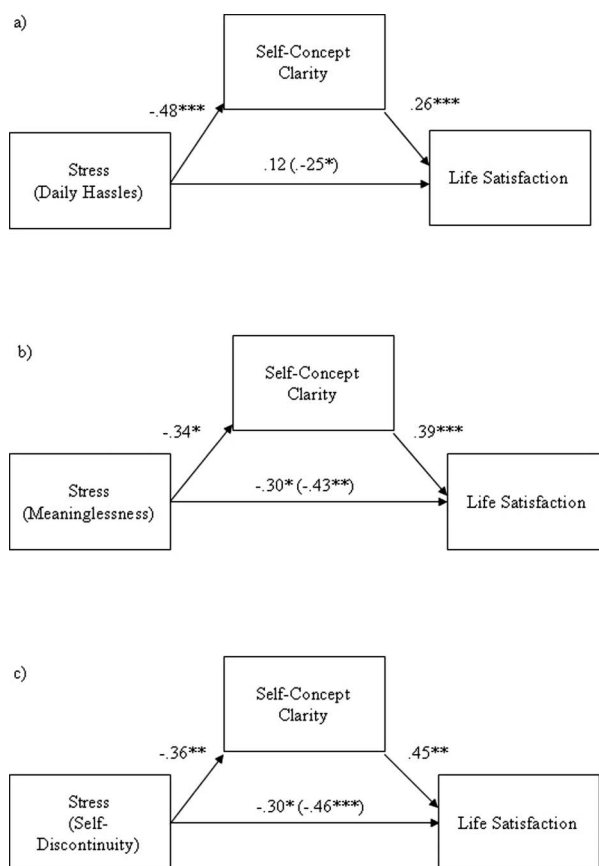 a)
Self-Concept
Clarity
-.48***
.26***
Stress
(Daily Hassles)
.12 (.-25*)
Life Satisfaction
b)
Self-Concept
Clarity
-.34*
.39***
Stress
(Meaninglessness)
-.30* (-.43**)
Life Satisfaction
c)
Self-Concept
Clarity
-.36**
.45**
Stress
(Self-
Discontinuity)
-.30* (-.46***)
Life Satisfaction